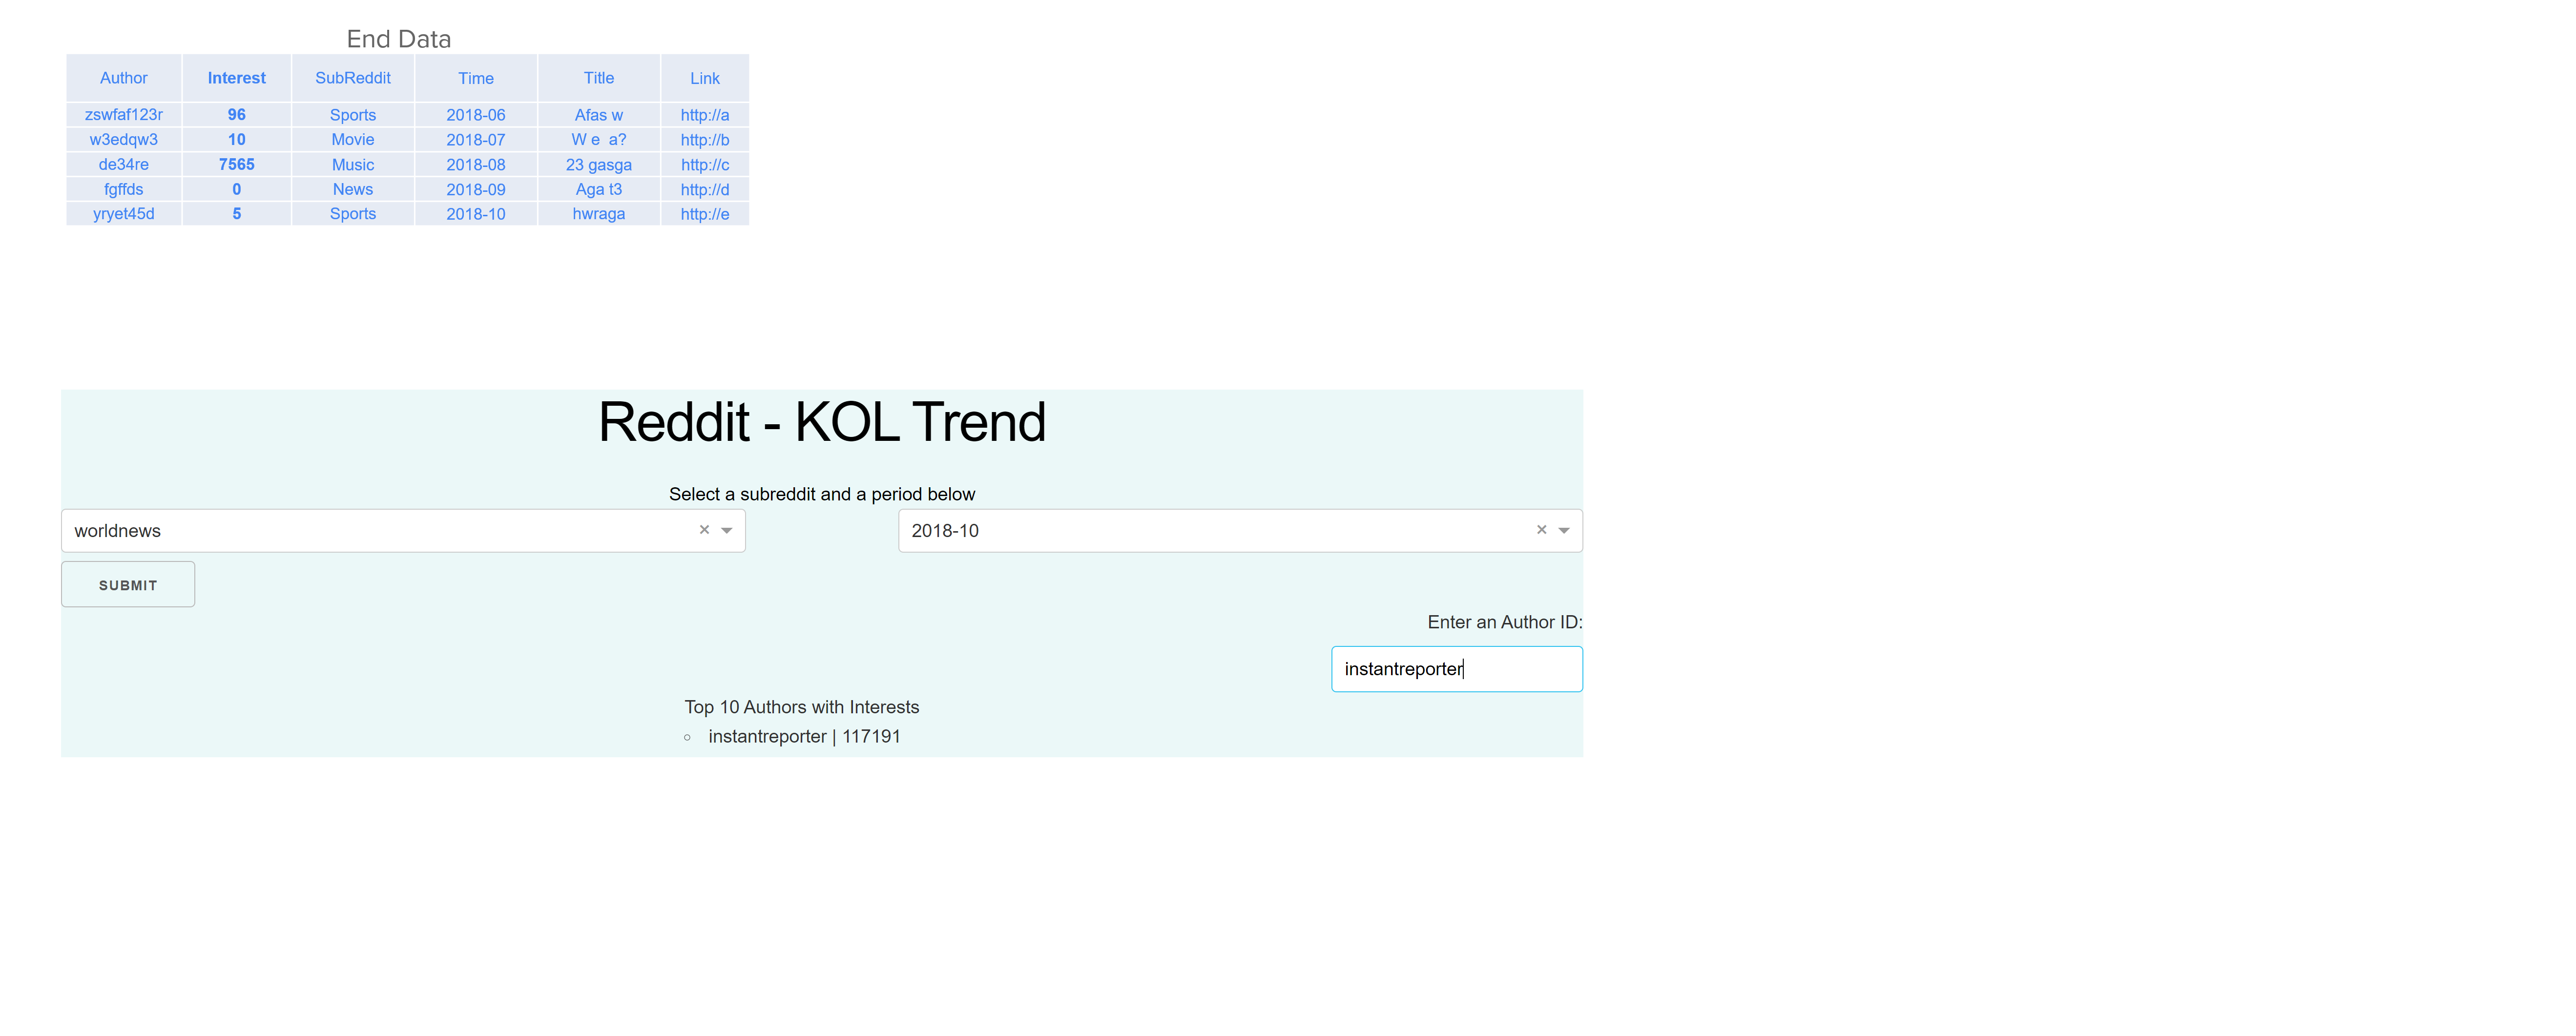 End Data
Author Interest SubReddit Time Title Link
zswfaf123r 96 Sports 2018-06 Afas w http://a
w3edqw3 10 Movie 2018-07 W e  a? http://b
de34re 7565 Music 2018-08 23 gasga http://c
fgffds 0 News 2018-09 Aga t3 http://d
yryet45d 5 Sports 2018-10 hwraga http://e
Reddit - KOL Trend
Select a subreddit and a period below
worldnews × 2018-10 ×
SUBMIT
Enter an Author ID:
instantreporter
Top 10 Authors with Interests
instantreporter | 117191